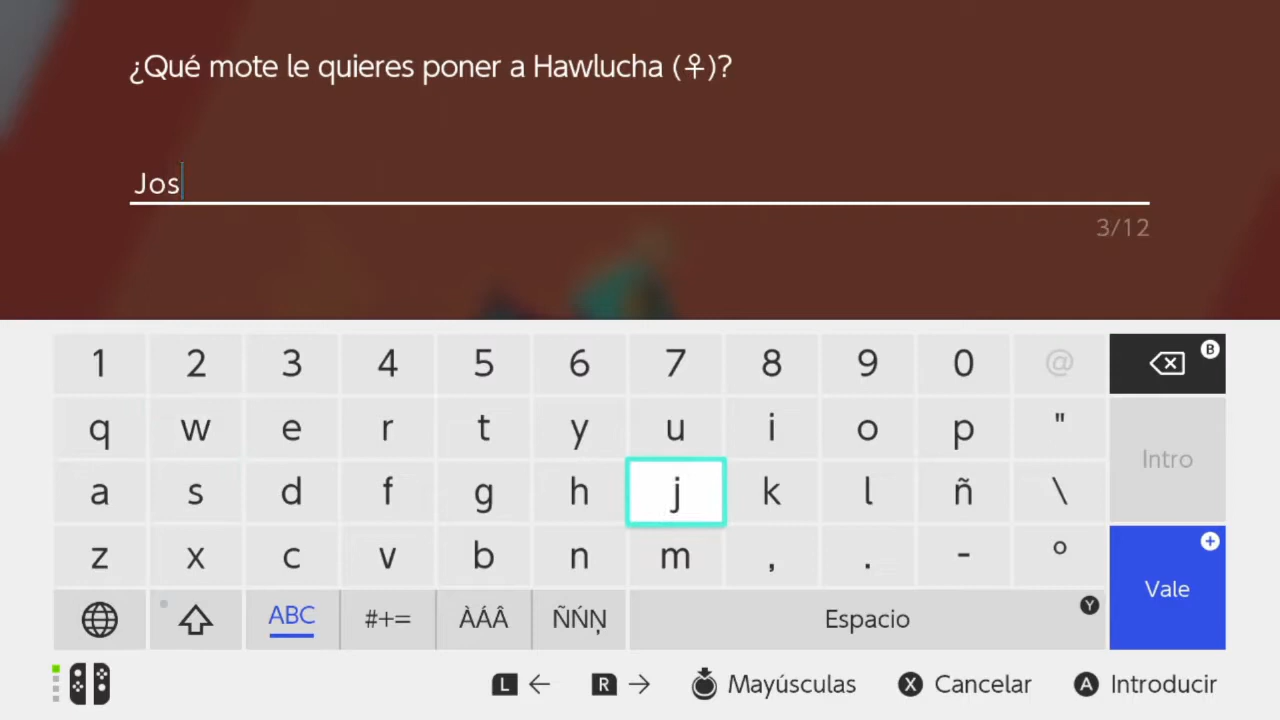 ¿Qué mote le quieres poner a Hawlucha (♀)?
Jos
3/12
1 2 3 4 5 6 7 8 9 0 @ B
q w e r t y u i o p "
a s d f g h j k l ñ \ Intro
z x c v b n m , . - º + Vale
ABC #+= ÀÁÂ ÑŃŅ Espacio Y
L ← R → Mayúsculas X Cancelar A Introducir